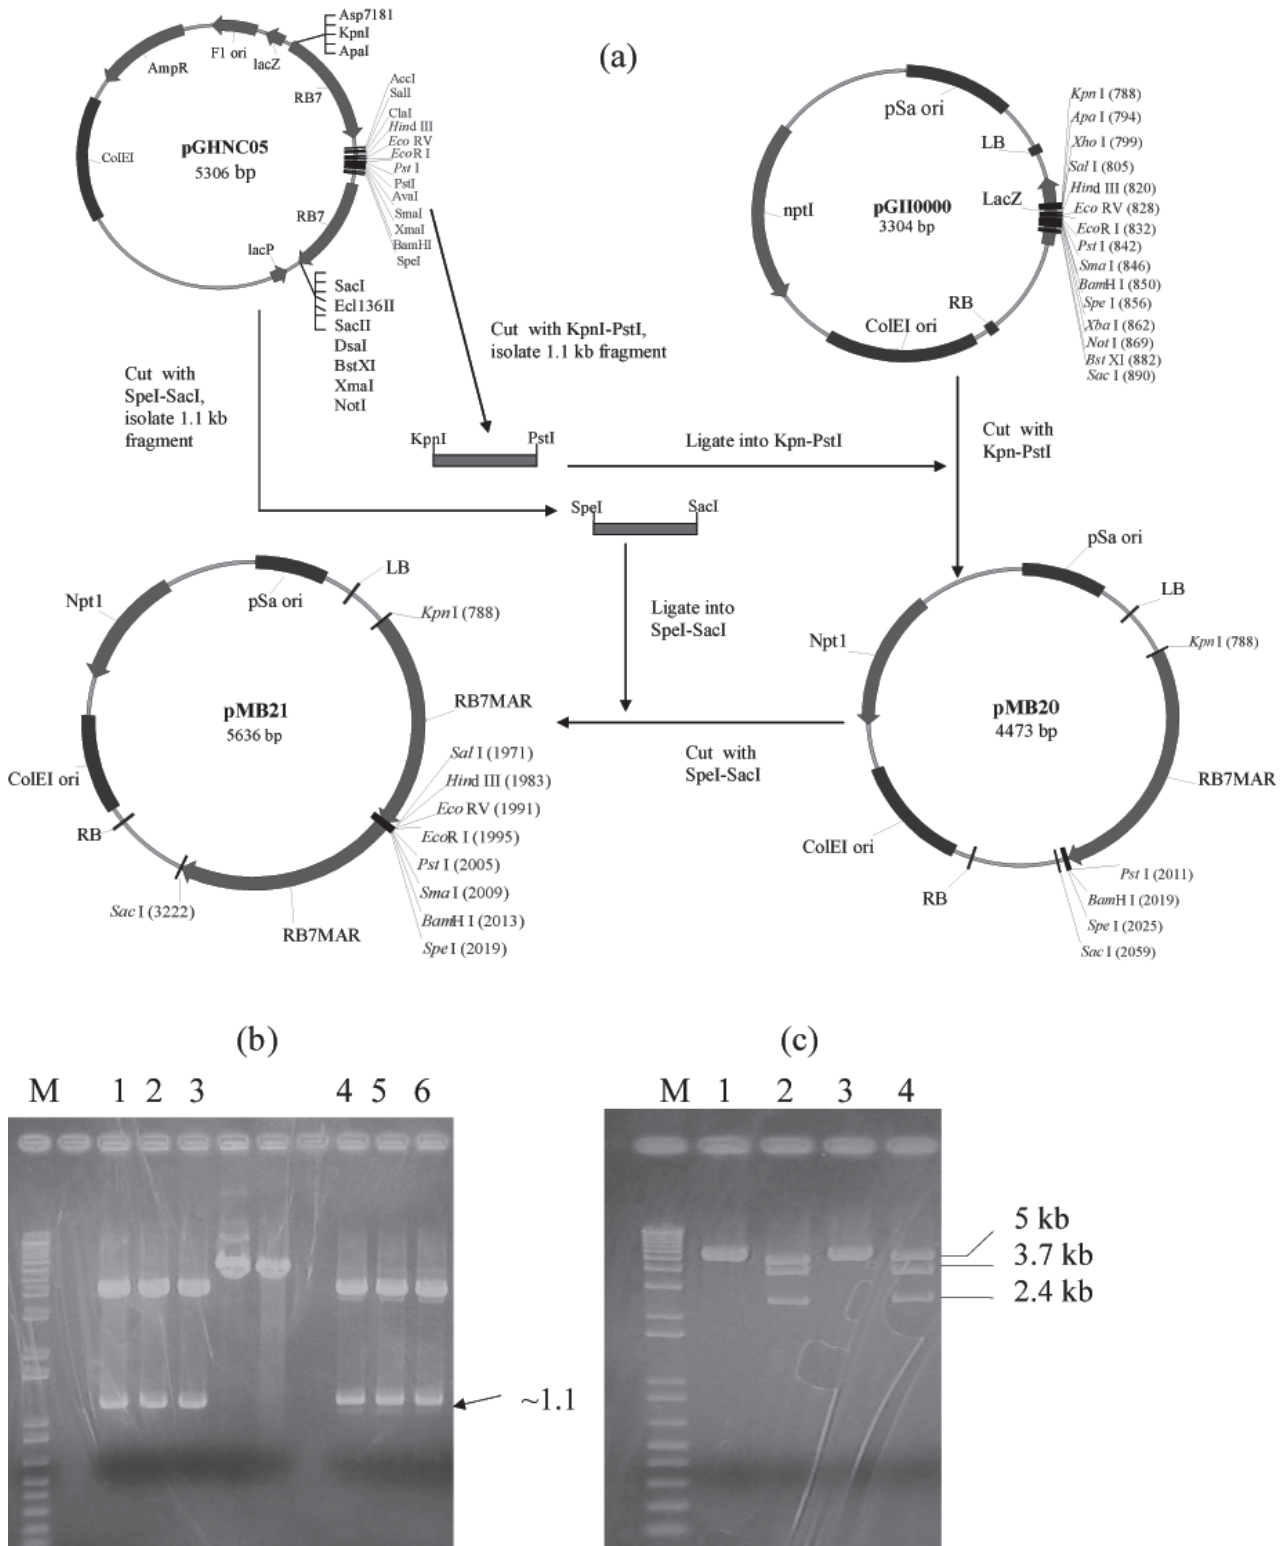 (a)
Asp7181
KpnI
ApaI
F1 ori
lacZ
AmpR
RB7
AccI
SalI
ClaI
Hind III
Eco RV
EcoR I
Pst I
PstI
AvaI
SmaI
XmaI
BamHI
SpeI
ColEI
pGHNC05
5306 bp
RB7
lacP
SacI
Ecl136II
SacII
DsaI
BstXI
XmaI
NotI
pSa ori
LB
LacZ
nptI
pGII0000
3304 bp
RB
ColEI ori
Kpn I (788)
Apa I (794)
Xho I (799)
Sal I (805)
Hind III (820)
Eco RV (828)
EcoR I (832)
Pst I (842)
Sma I (846)
BamH I (850)
Spe I (856)
Xba I (862)
Not I (869)
Bst XI (882)
Sac I (890)
Cut with
SpeI-SacI,
isolate 1.1 kb
fragment
Cut with KpnI-PstI,
isolate 1.1 kb fragment
KpnI
PstI
Ligate into Kpn-PstI
Cut with
Kpn-PstI
SpeI
SacI
Ligate into
SpeI-SacI
Cut with
SpeI-SacI
pSa ori
LB
Npt1
KpnI (788)
pMB21
5636 bp
RB7MAR
Sal I (1971)
Hind III (1983)
Eco RV (1991)
EcoR I (1995)
Pst I (2005)
Sma I (2009)
BamH I (2013)
Spe I (2019)
ColEI ori
RB
Sac I (3222)
RB7MAR
pSa ori
LB
Npt1
Kpn I (788)
pMB20
4473 bp
RB7MAR
ColEI ori
RB
Pst I (2011)
BamH I (2019)
Spe I (2025)
Sac I (2059)
(b)
M 1 2 3 4 5 6
~1.1
(c)
M 1 2 3 4
5 kb
3.7 kb
2.4 kb